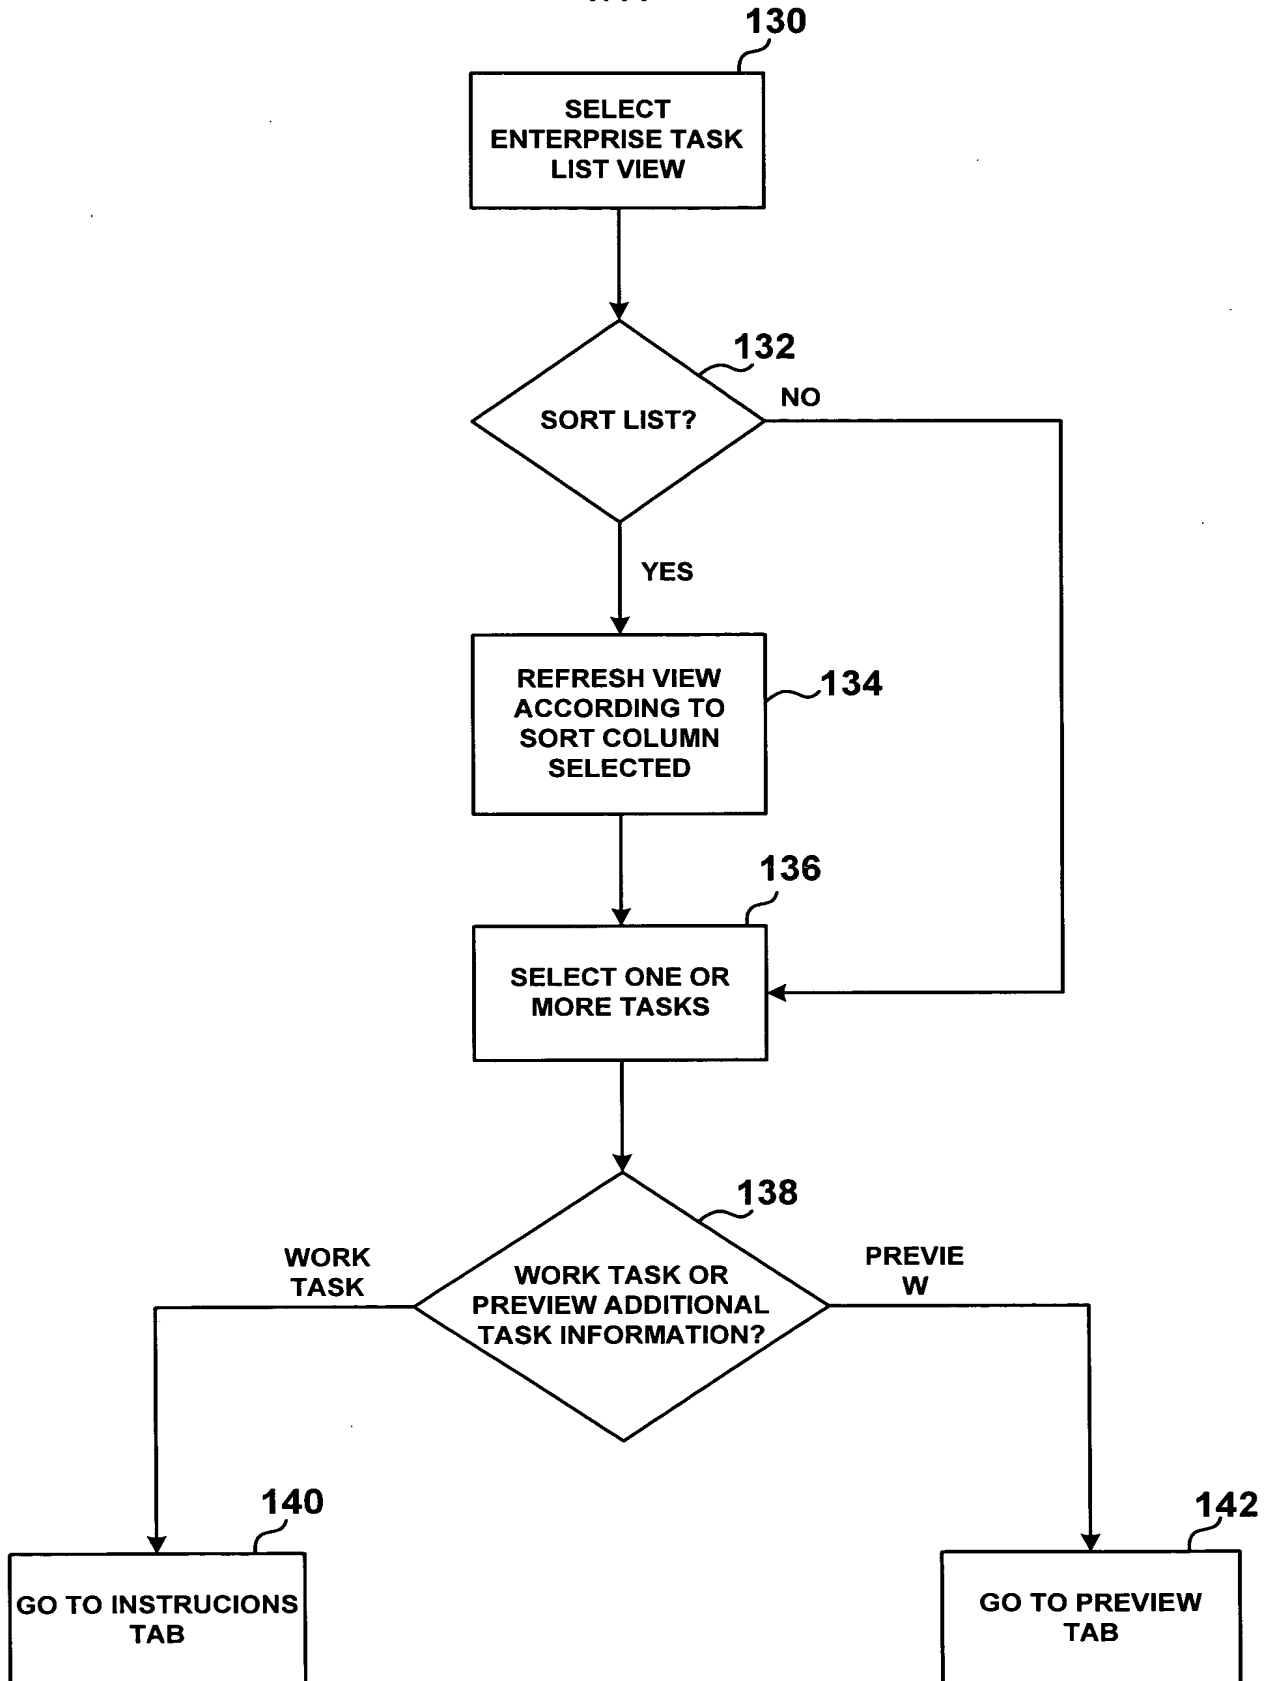 130
SELECT
ENTERPRISE TASK
LIST VIEW
132
SORT LIST?
NO
YES
REFRESH VIEW
ACCORDING TO
SORT COLUMN
SELECTED
134
136
SELECT ONE OR
MORE TASKS
138
WORK
TASK
WORK TASK OR
PREVIEW ADDITIONAL
TASK INFORMATION?
PREVIE
W
140
GO TO INSTRUCIONS
TAB
142
GO TO PREVIEW
TAB